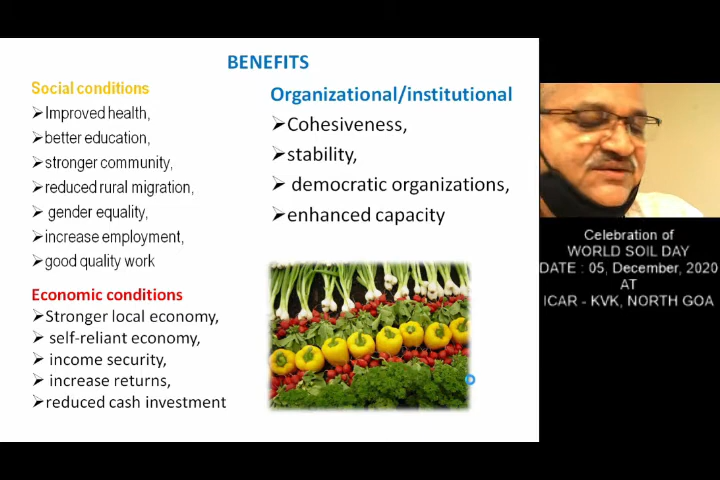 BENEFITS
Social conditions
➢Improved health,
➢better education,
➢stronger community,
➢reduced rural migration,
➢ gender equality,
➢increase employment,
➢good quality work
Economic conditions
➢Stronger local economy,
➢ self-reliant economy,
➢ income security,
➢ increase returns,
➢reduced cash investment
Organizational/institutional
➢Cohesiveness,
➢stability,
➢ democratic organizations,
➢enhanced capacity
Celebration of
WORLD SOIL DAY
DATE : 05, December, 2020
AT
ICAR - KVK, NORTH GOA